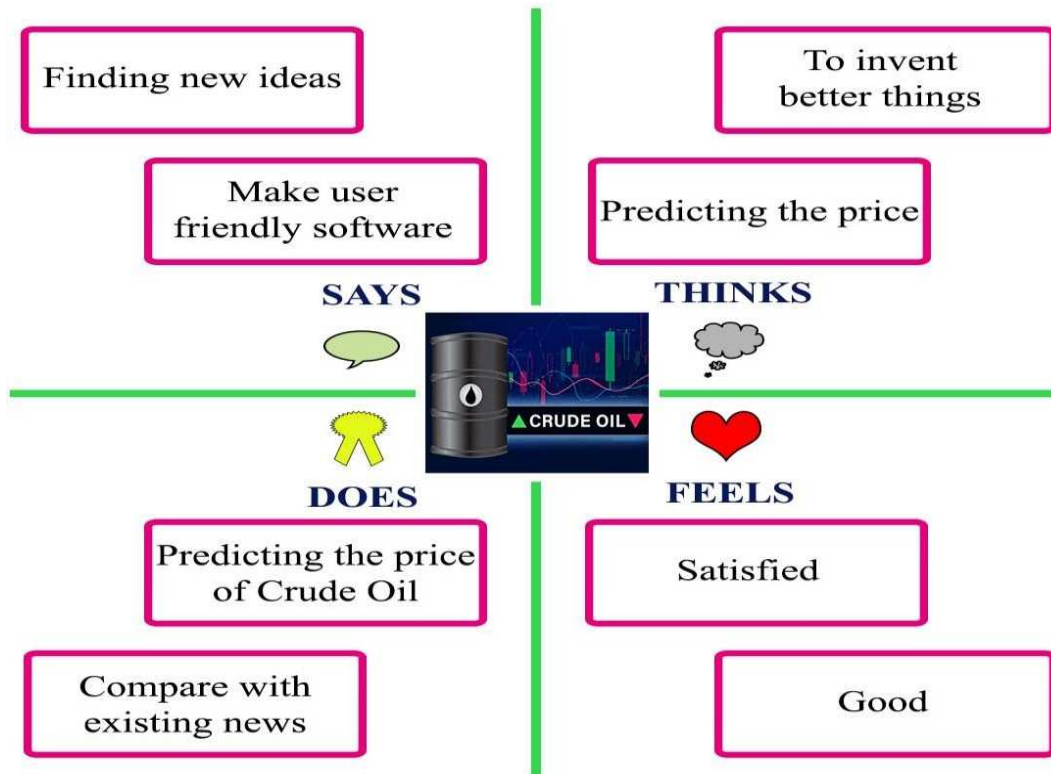 Finding new ideas
Make user
friendly software
SAYS
To invent
better things
Predicting the price
THINKS
CRUDE OIL
DOES
Predicting the price
of Crude Oil
Compare with
existing news
FEELS
Satisfied
Good